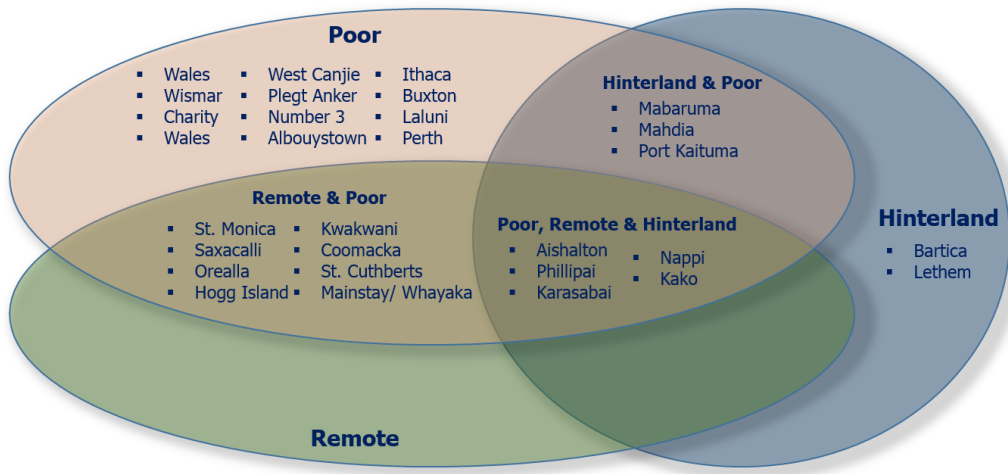 Poor
Wales
Wismar
Charity
Wales
West Canjie
Plegt Anker
Number 3
Albouystown
Ithaca
Buxton
Laluni
Perth
Hinterland & Poor
Mabaruma
Mahdia
Port Kaituma
Remote & Poor
St. Monica
Saxacalli
Orealla
Hogg Island
Kwakwani
Coomacka
St. Cuthberts
Mainstay/ Whayaka
Poor, Remote & Hinterland
Aishalton
Phillipai
Karasabai
Nappi
Kako
Hinterland
Bartica
Lethem
Remote